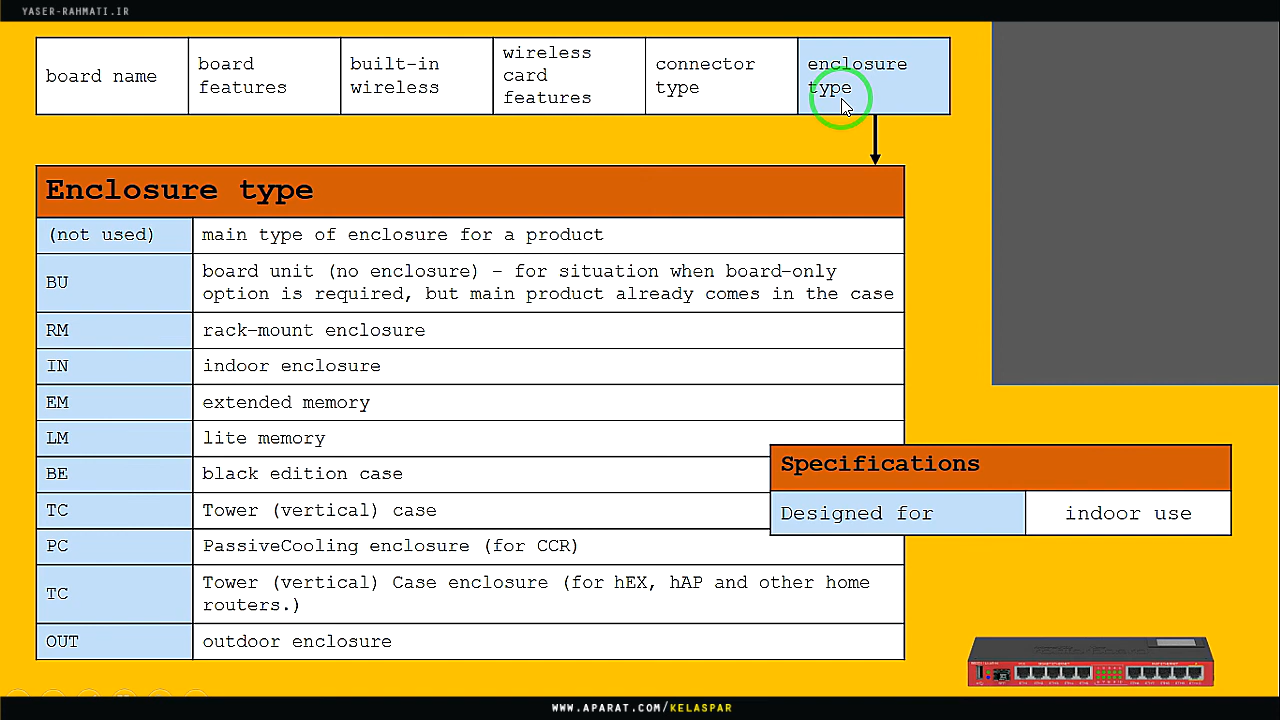 YASER-RAHMATI.IR
board name
board
features
built-in
wireless
wireless
card
features
connector
type
enclosure
type
Enclosure type
(not used)
main type of enclosure for a product
BU
board unit (no enclosure) - for situation when board-only
option is required, but main product already comes in the case
RM
rack-mount enclosure
IN
indoor enclosure
EM
extended memory
LM
lite memory
BE
black edition case
TC
Tower (vertical) case
PC
PassiveCooling enclosure (for CCR)
TC
Tower (vertical) Case enclosure (for hEX, hAP and other home
routers.)
OUT
outdoor enclosure
Specifications
Designed for
indoor use
WWW.APARAT.COM/KELASPAR